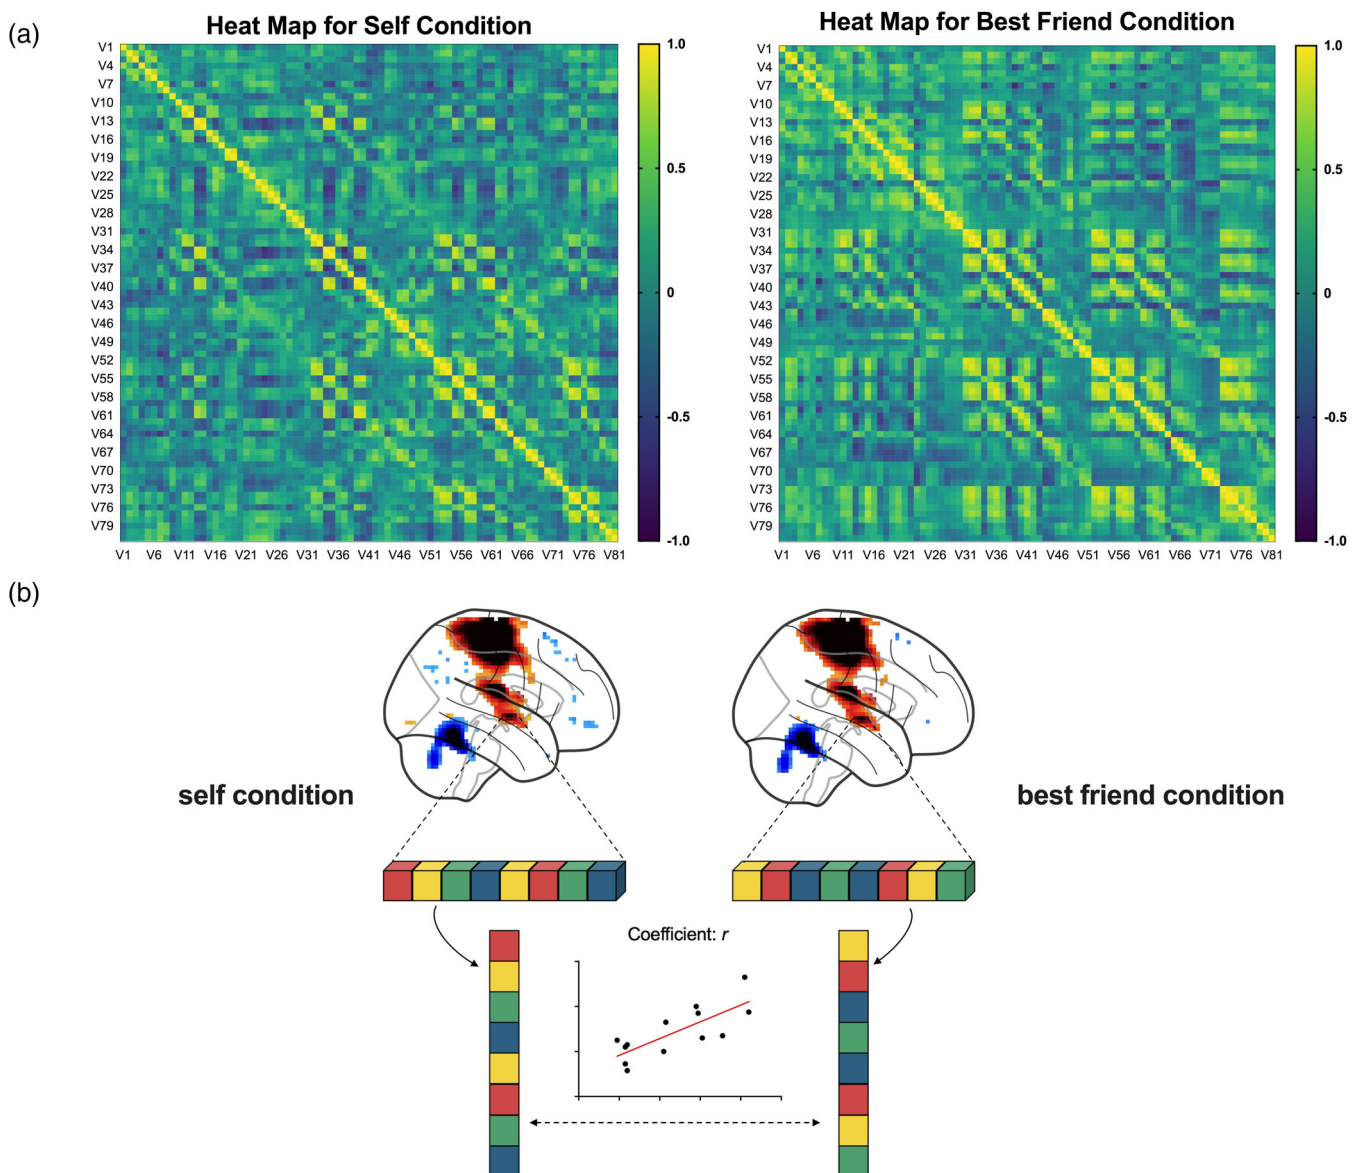 (a)
Heat Map for Self Condition
V1
V4
V7
V10
V13
V16
V19
V22
V25
V28
V31
V34
V37
V40
V43
V46
V49
V52
V55
V58
V61
V64
V67
V70
V73
V76
V79
V1 V6 V11 V16 V21 V26 V31 V36 V41 V46 V51 V56 V61 V66 V71 V76 V81
1.0
0.5
0
-0.5
-1.0
Heat Map for Best Friend Condition
V1
V4
V7
V10
V13
V16
V19
V22
V25
V28
V31
V34
V37
V40
V43
V46
V49
V52
V55
V58
V61
V64
V67
V70
V73
V76
V79
V1 V6 V11 V16 V21 V26 V31 V36 V41 V46 V51 V56 V61 V66 V71 V76 V81
1.0
0.5
0
-0.5
-1.0
(b)
self condition
best friend condition
Coefficient: r